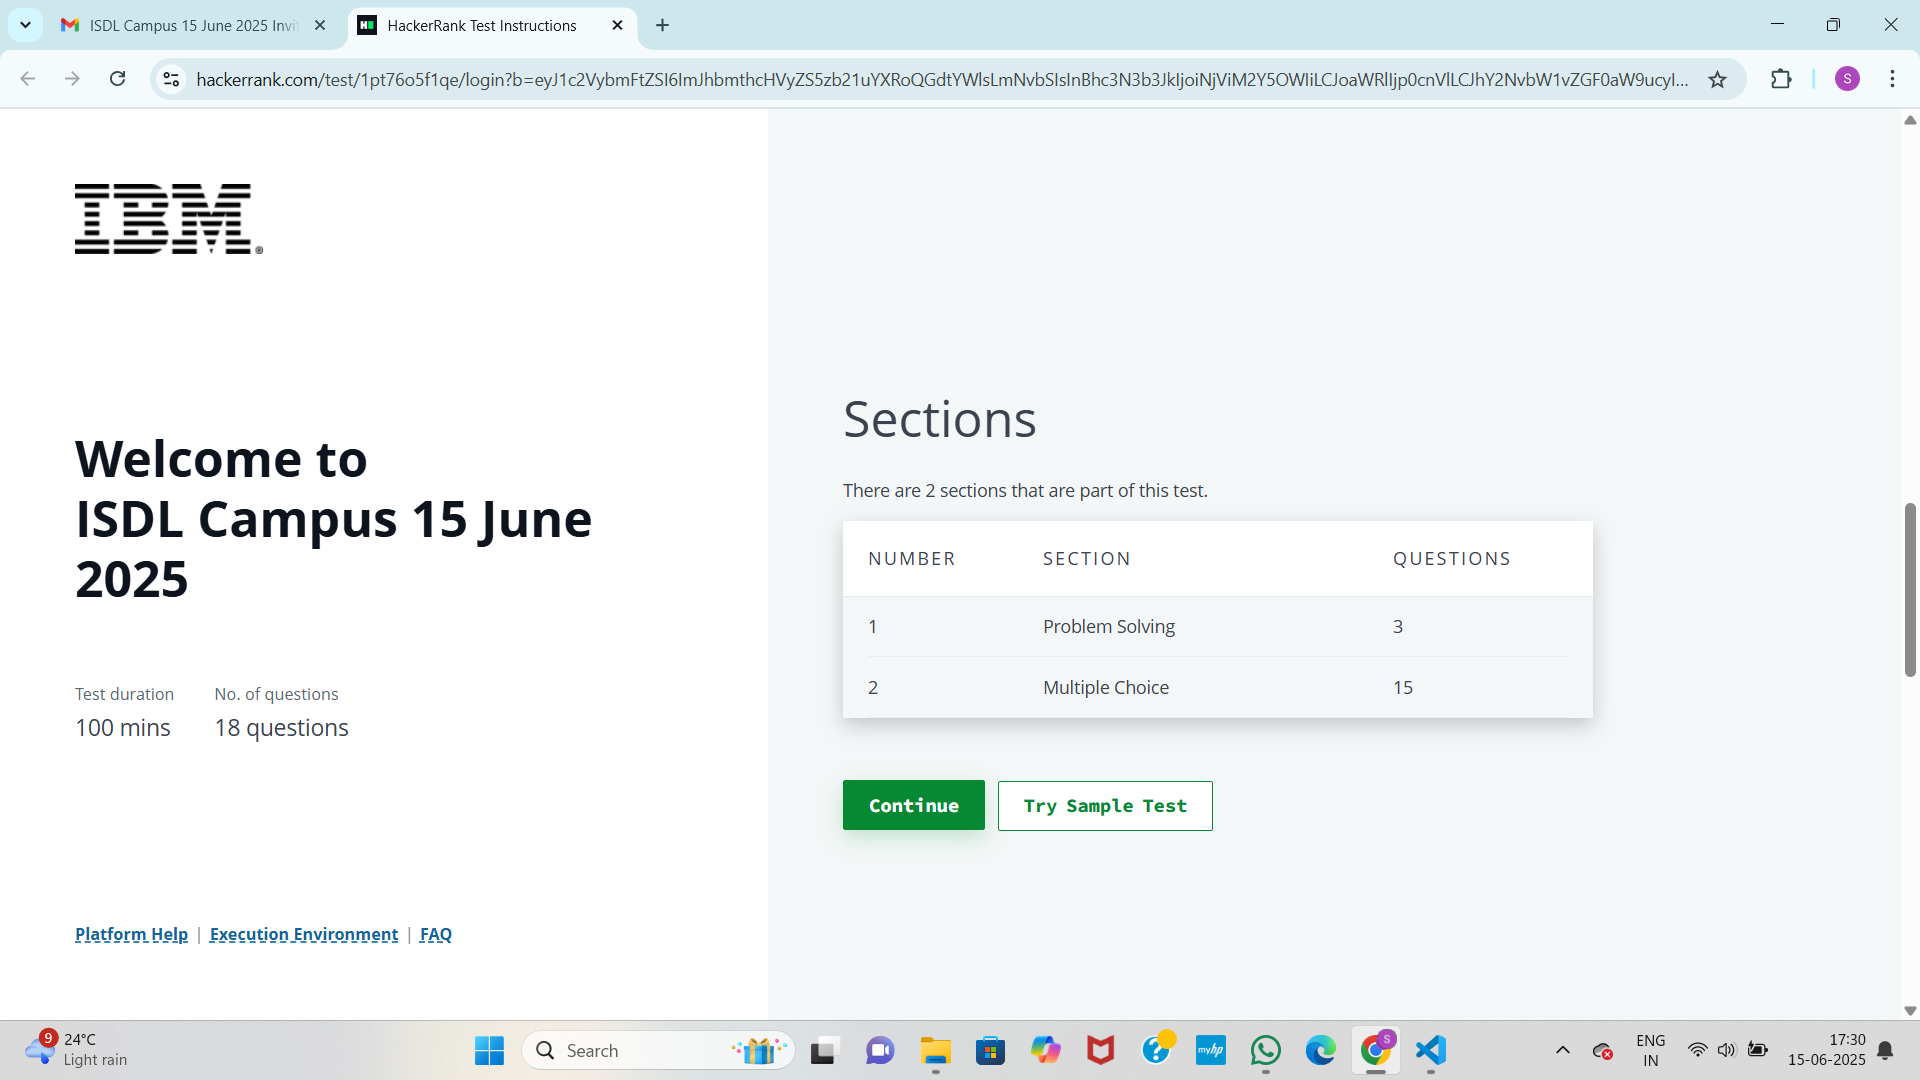 ISDL Campus 15 June 2025 Invi
HackerRank Test Instructions
hackerrank.com/test/1pt76o5f1qe/login?b=eyJ1c2VybmFtZSI6ImJhbmthcHVyZS5zb21uYXRoQGdtYWlsLmNvbSIsInBhc3N3b3JkIjoiNjViM2Y5OWIiLCJoaWRlIjp0cnVlLCJhY2NvbW1vZGF0aW9ucyI...
S
IBM
Welcome to
ISDL Campus 15 June
2025
Test duration No. of questions
100 mins 18 questions
Platform Help | Execution Environment | FAQ
Sections
There are 2 sections that are part of this test.
NUMBER SECTION QUESTIONS
1 Problem Solving 3
2 Multiple Choice 15
Continue Try Sample Test
9
24°C
Light rain
Search
myhp
S
ENG
IN
17:30
15-06-2025